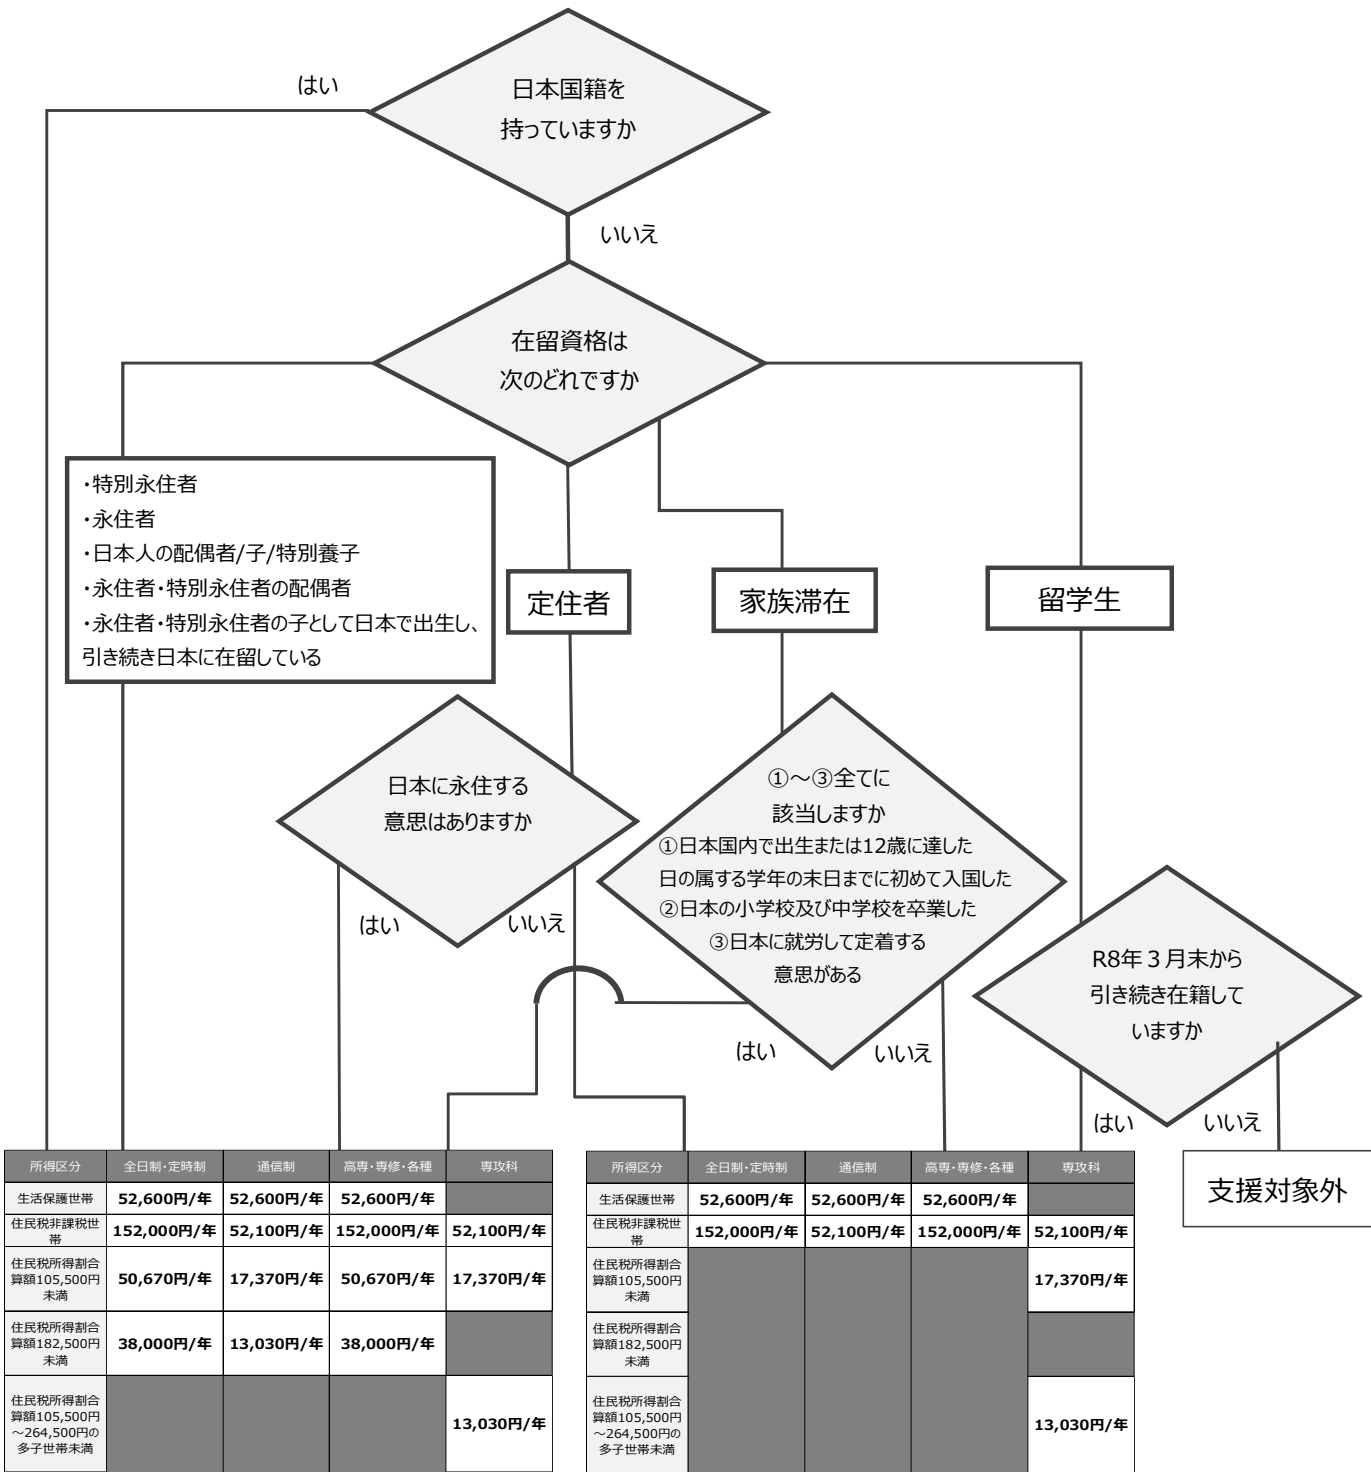 日本国籍を
持っていますか
はい
いいえ
在留資格は
次のどれですか
・特別永住者
・永住者
・日本人の配偶者/子/特別養子
・永住者・特別永住者の配偶者
・永住者・特別永住者の子として日本で出生し、
引き続き日本に在留している
定住者
家族滞在
留学生
日本に永住する
意思はありますか
はい
いいえ
①～③全てに
該当しますか
①日本国内で出生または12歳に達した
日の属する学年の末日までに初めて入国した
②日本の小学校及び中学校を卒業した
③日本に就労して定着する
意思がある
はい
いいえ
R8年３月末から
引き続き在籍して
いますか
はい
いいえ
支援対象外
所得区分 全日制・定時制 通信制 高専・専修・各種 専攻科
生活保護世帯 52,600円/年 52,600円/年 52,600円/年
住民税非課税世
帯 152,000円/年 52,100円/年 152,000円/年 52,100円/年
住民税所得割合
算額105,500円
未満 50,670円/年 17,370円/年 50,670円/年 17,370円/年
住民税所得割合
算額182,500円
未満 38,000円/年 13,030円/年 38,000円/年
住民税所得割合
算額105,500円
～264,500円の
多子世帯未満 13,030円/年
所得区分 全日制・定時制 通信制 高専・専修・各種 専攻科
生活保護世帯 52,600円/年 52,600円/年 52,600円/年
住民税非課税世
帯 152,000円/年 52,100円/年 152,000円/年 52,100円/年
住民税所得割合
算額105,500円
未満 17,370円/年
住民税所得割合
算額182,500円
未満
住民税所得割合
算額105,500円
～264,500円の
多子世帯未満 13,030円/年